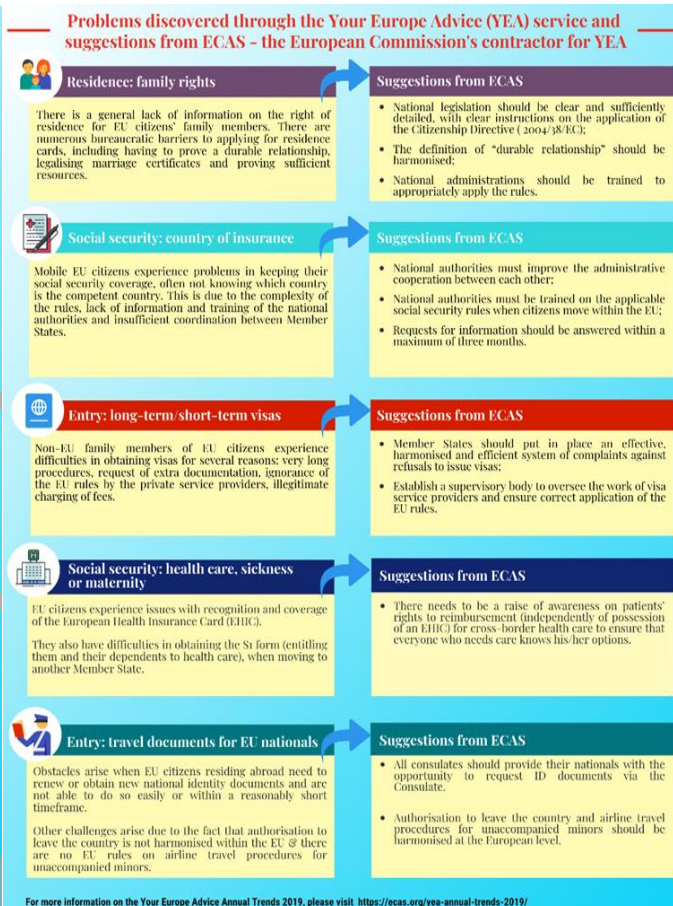 Problems discovered through the Your Europe Advice (YEA) service and
suggestions from ECAS - the European Commission's contractor for YEA
Residence: family rights
There is a general lack of information on the right of
residence for EU citizens' family members. There are
numerous bureaucratic barriers to applying for residence
cards, including having to prove a durable relationship,
legalising marriage certificates and proving sufficient
resources.
Suggestions from ECAS
• National legislation should be clear and sufficiently
detailed, with clear instructions on the application of
the Citizenship Directive ( 2004/38/EC);
• The definition of "durable relationship" should be
harmonised;
• National administrations should be trained to
appropriately apply the rules.
Social security: country of insurance
Mobile EU citizens experience problems in keeping their
social security coverage, often not knowing which country
is the competent country. This is due to the complexity of
the rules, lack of information and training of the national
authorities and insufficient coordination between Member
States.
Suggestions from ECAS
• National authorities must improve the administrative
cooperation between each other;
• National authorities must be trained on the applicable
social security rules when citizens move within the EU;
• Requests for information should be answered within a
maximum of three months.
Entry: long-term/short-term visas
Non-EU family members of EU citizens experience
difficulties in obtaining visas for several reasons: very long
procedures, request of extra documentation, ignorance of
the EU rules by the private service providers, illegitimate
charging of fees.
Suggestions from ECAS
• Member States should put in place an effective,
harmonised and efficient system of complaints against
refusals to issue visas;
• Establish a supervisory body to oversee the work of visa
service providers and ensure correct application of the
EU rules.
Social security: health care, sickness
or maternity
EU citizens experience issues with recognition and coverage
of the European Health Insurance Card (EHIC).
They also have difficulties in obtaining the S1 form (entitling
them and their dependents to health care), when moving to
another Member State.
Suggestions from ECAS
• There needs to be a raise of awareness on patients'
rights to reimbursement (independently of possession
of an EHIC) for cross-border health care to ensure that
everyone who needs care knows his/her options.
Entry: travel documents for EU nationals
Obstacles arise when EU citizens residing abroad need to
renew or obtain new national identity documents and are
not able to do so easily or within a reasonably short
timeframe.
Other challenges arise due to the fact that authorisation to
leave the country is not harmonised within the EU & there
are no EU rules on airline travel procedures for
unaccompanied minors.
Suggestions from ECAS
• All consulates should provide their nationals with the
opportunity to request ID documents via the
Consulate.
• Authorisation to leave the country and airline travel
procedures for unaccompanied minors should be
harmonised at the European level.
For more information on the Your Europe Advice Annual Trends 2019, please visit https://ecas.org/yea-annual-trends-2019/